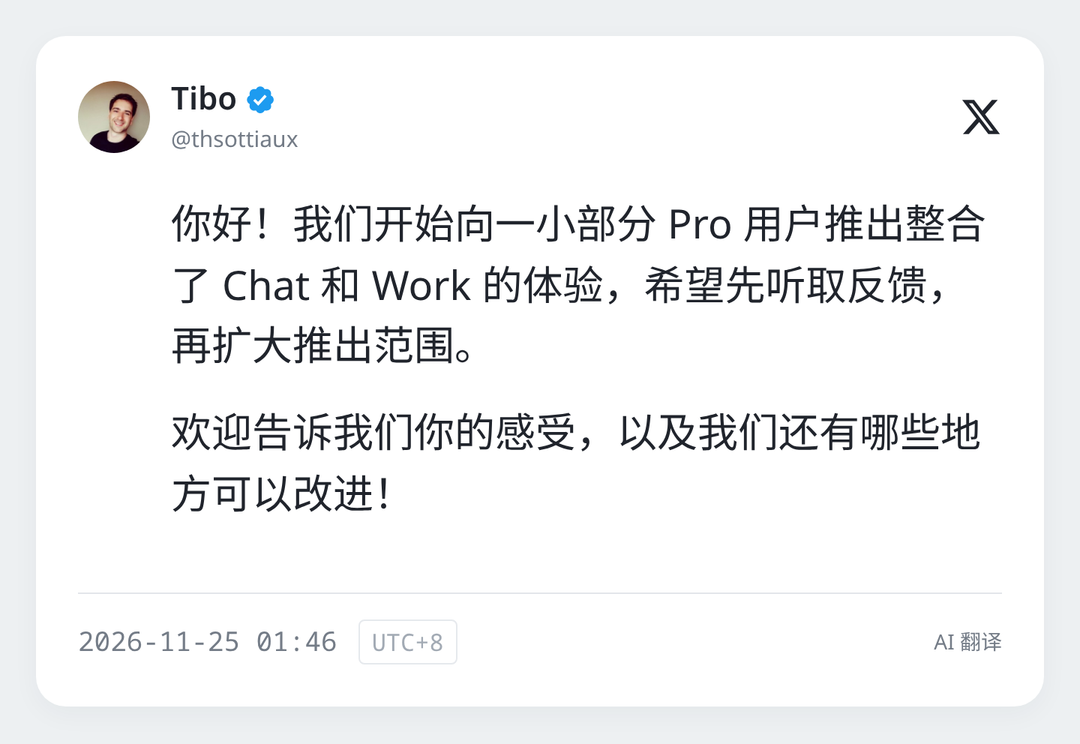 Tibo
@thsottiaux
你好！我们开始向一小部分 Pro 用户推出整合
了 Chat 和 Work 的体验，希望先听取反馈，
再扩大推出范围。
欢迎告诉我们你的感受，以及我们还有哪些地
方可以改进！
2026-11-25 01:46 UTC+8
AI 翻译